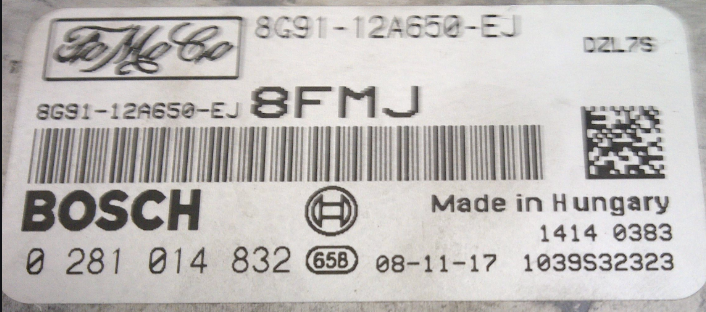 FoMoCo 8G91-12A650-EJ DZL7S
8G91-12A650-EJ 8FMJ
BOSCH Made in Hungary
1414 0383
0 281 014 832 658 08-11-17 1039S32323